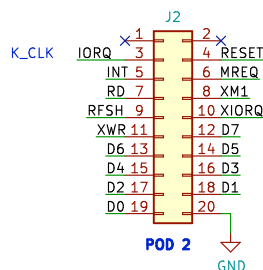 J2
1 2
K_CLK IORQ 3 4 RESET
INT 5 6 MREQ
RD 7 8 XM1
RFSH 9 10 XIORQ
XWR 11 12 D7
D6 13 14 D5
D4 15 16 D3
D2 17 18 D1
D0 19 20
POD 2
GND